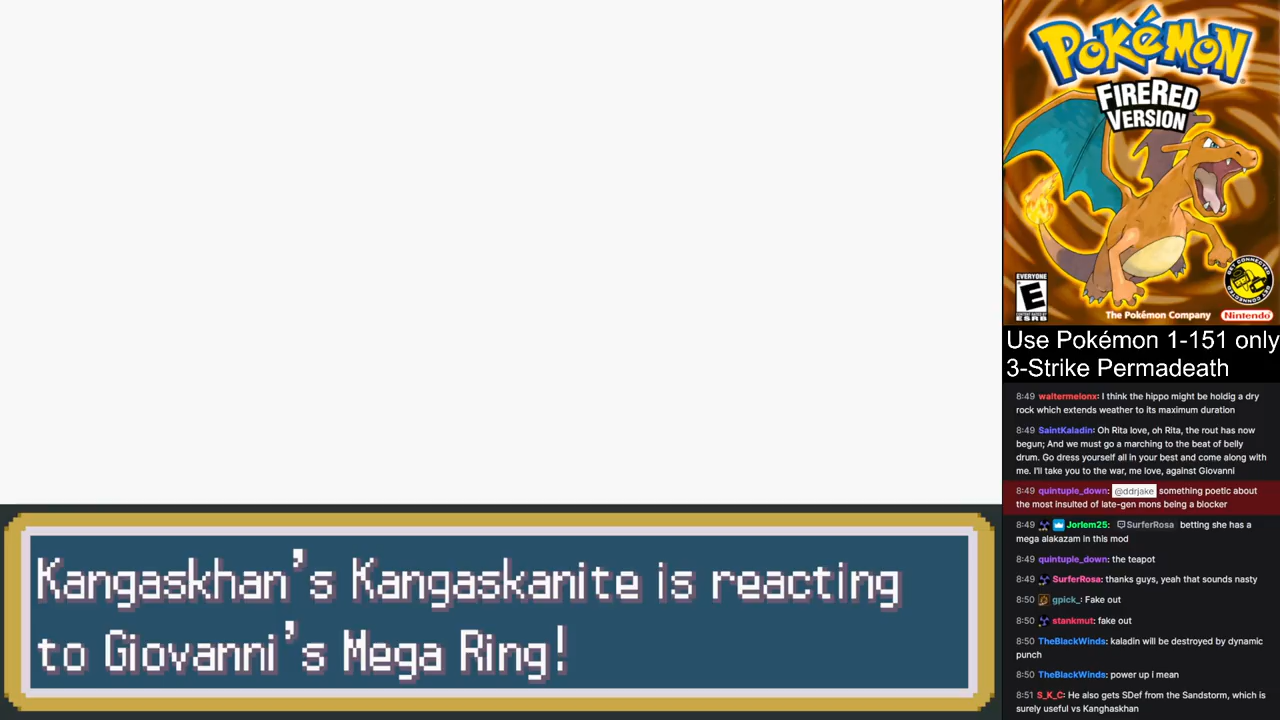 Kangaskhan's Kangaskanite is reacting
to Giovanni's Mega Ring!
POKéMON
FIRERED
VERSION
GET CONNECTED
EVERYONE
E
CONTENT RATED BY
ESRB
The Pokémon Company
Nintendo
Use Pokémon 1-151 only
3-Strike Permadeath
8:49 waltermelonx: I think the hippo might be holdig a dry
rock which extends weather to its maximum duration
8:49 SaintKaladin: Oh Rita love, oh Rita, the rout has now
begun; And we must go a marching to the beat of belly
drum. Go dress yourself all in your best and come along with
me. I'll take you to the war, me love, against Giovanni
8:49 quintuple_down: @ddrjake something poetic about
the most insulted of late-gen mons being a blocker
8:49 Jorlem25: SurferRosa betting she has a
mega alakazam in this mod
8:49 quintuple_down: the teapot
8:49 SurferRosa: thanks guys, yeah that sounds nasty
8:50 gpick_: Fake out
8:50 stankmut: fake out
8:50 TheBlackWinds: kaladin will be destroyed by dynamic
punch
8:50 TheBlackWinds: power up I mean
8:51 S_K_C: He also gets SDef from the Sandstorm, which is
surely useful vs Kanghaskhan